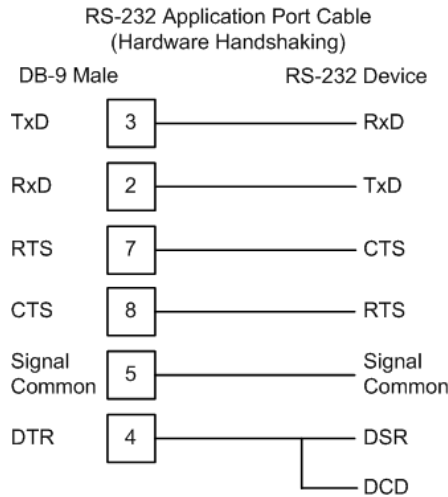 RS-232 Application Port Cable
(Hardware Handshaking)
DB-9 Male RS-232 Device
TxD 3 RxD
RxD 2 TxD
RTS 7 CTS
CTS 8 RTS
Signal Common 5 Signal Common
DTR 4 DSR
DCD